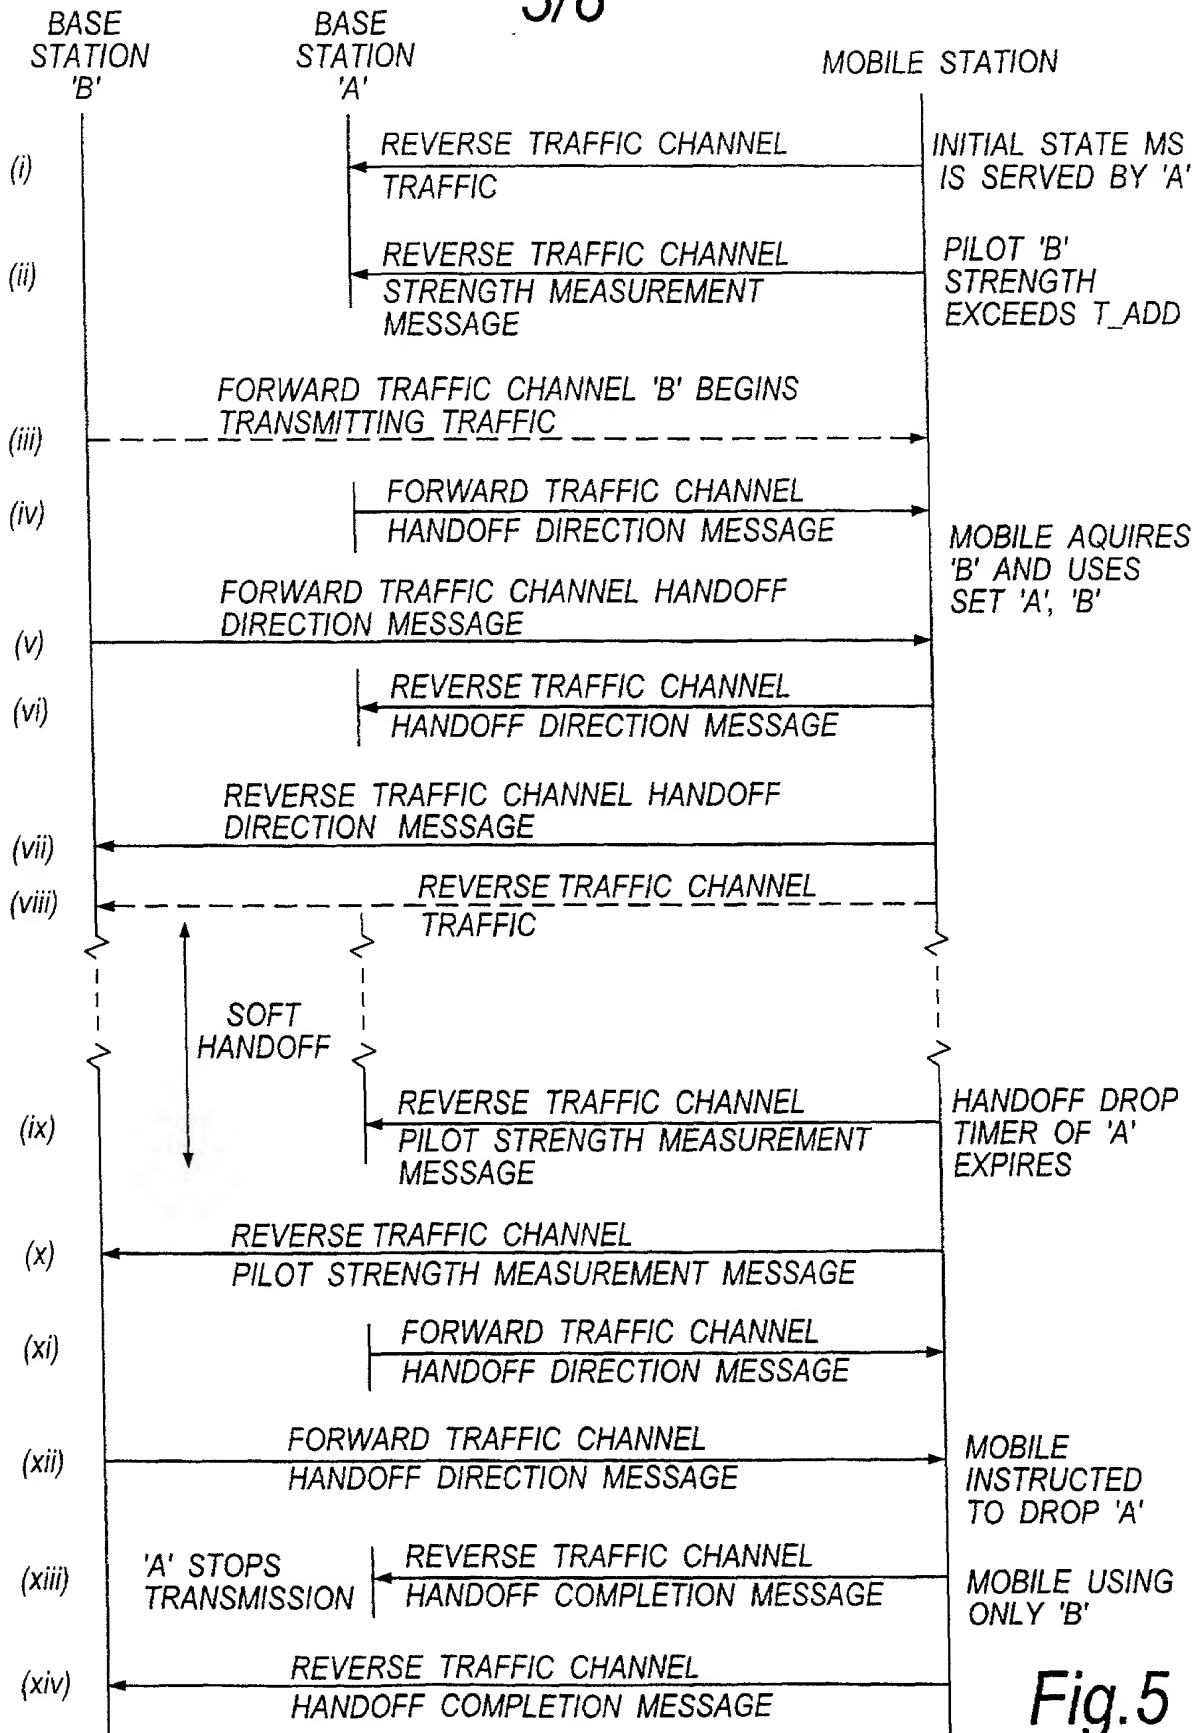 5/6
BASE
STATION
'B'
BASE
STATION
'A'
MOBILE STATION
(i)
REVERSE TRAFFIC CHANNEL
TRAFFIC
INITIAL STATE MS
IS SERVED BY 'A'
(ii)
REVERSE TRAFFIC CHANNEL
STRENGTH MEASUREMENT
MESSAGE
PILOT 'B'
STRENGTH
EXCEEDS T_ADD
(iii)
FORWARD TRAFFIC CHANNEL 'B' BEGINS
TRANSMITTING TRAFFIC
(iv)
FORWARD TRAFFIC CHANNEL
HANDOFF DIRECTION MESSAGE
MOBILE AQUIRES
'B' AND USES
SET 'A', 'B'
(v)
FORWARD TRAFFIC CHANNEL HANDOFF
DIRECTION MESSAGE
(vi)
REVERSE TRAFFIC CHANNEL
HANDOFF DIRECTION MESSAGE
(vii)
REVERSE TRAFFIC CHANNEL HANDOFF
DIRECTION MESSAGE
(viii)
REVERSE TRAFFIC CHANNEL
TRAFFIC
SOFT
HANDOFF
(ix)
REVERSE TRAFFIC CHANNEL
PILOT STRENGTH MEASUREMENT
MESSAGE
HANDOFF DROP
TIMER OF 'A'
EXPIRES
(x)
REVERSE TRAFFIC CHANNEL
PILOT STRENGTH MEASUREMENT MESSAGE
(xi)
FORWARD TRAFFIC CHANNEL
HANDOFF DIRECTION MESSAGE
(xii)
FORWARD TRAFFIC CHANNEL
HANDOFF DIRECTION MESSAGE
MOBILE
INSTRUCTED
TO DROP 'A'
(xiii)
'A' STOPS
TRANSMISSION
REVERSE TRAFFIC CHANNEL
HANDOFF COMPLETION MESSAGE
MOBILE USING
ONLY 'B'
(xiv)
REVERSE TRAFFIC CHANNEL
HANDOFF COMPLETION MESSAGE
Fig.5